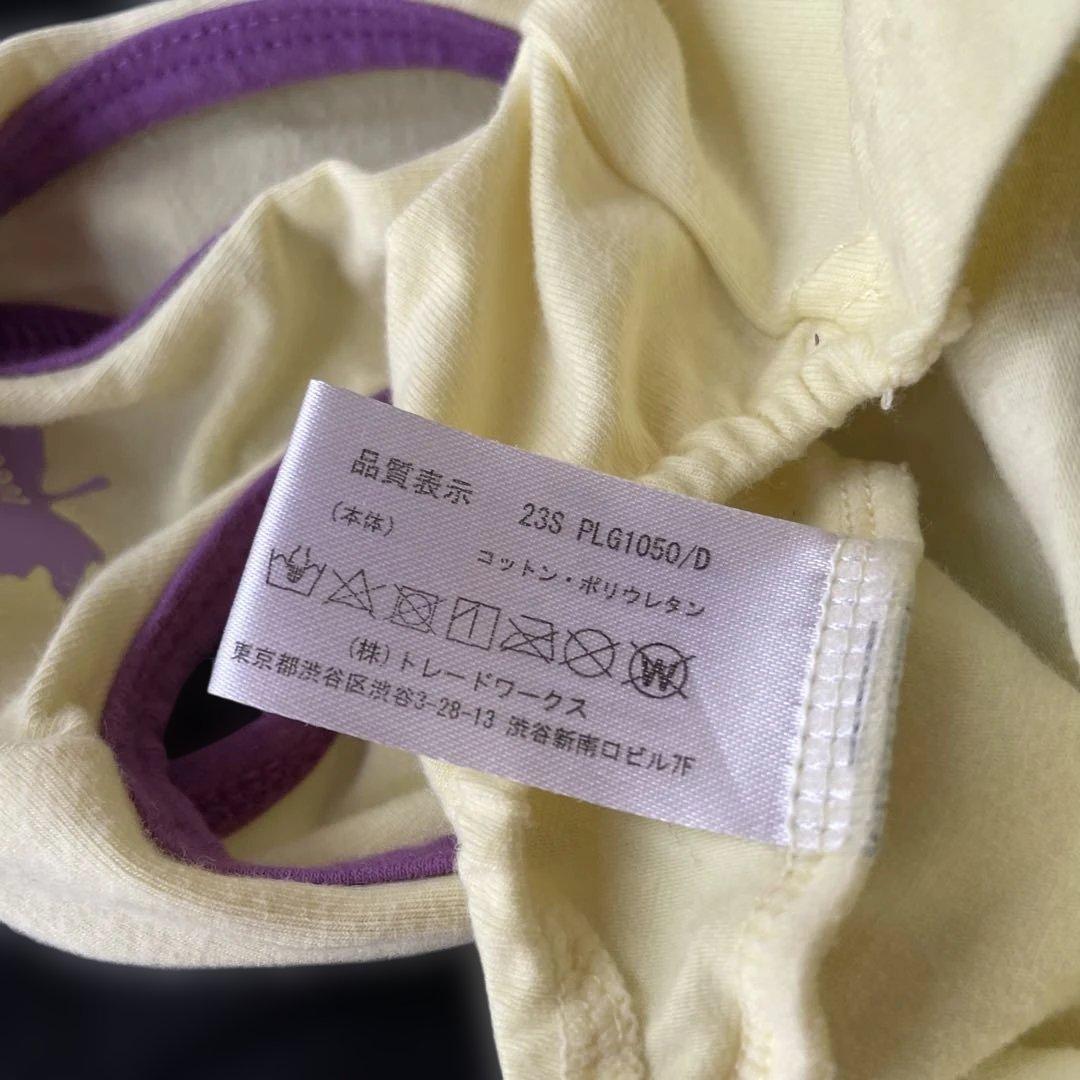 品質表示 23S PLG1050/D
(本体) コットン・ポリウレタン
W
(株)トレードワークス
東京都渋谷区渋谷3-28-13 渋谷新南口ビル7F